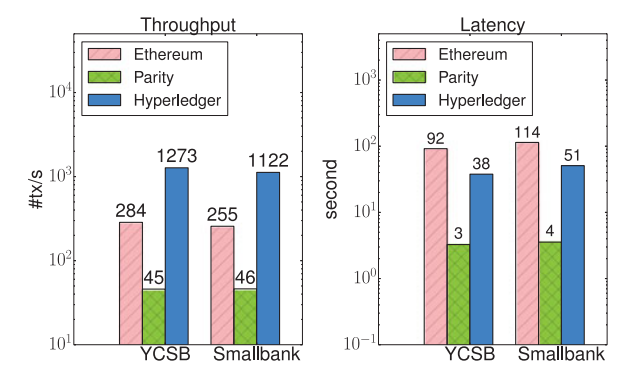 Throughput
Ethereum
Parity
Hyperledger
#tx/s
10^4
10^3
10^2
10^1
284
45
1273
255
46
1122
YCSB
Smallbank
Latency
Ethereum
Parity
Hyperledger
second
10^3
10^2
10^1
10^0
10^−1
92
3
38
114
4
51
YCSB
Smallbank